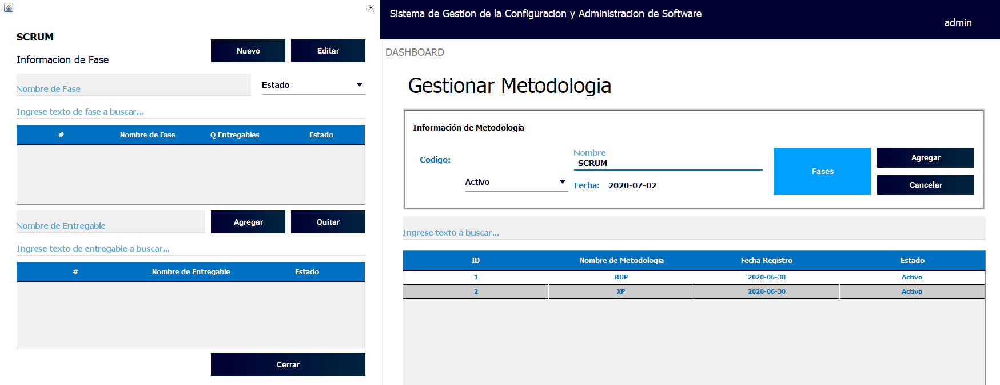 SCRUM
Nuevo
Editar
Informacion de Fase
Nombre de Fase
Estado
Ingrese texto de fase a buscar...
# Nombre de Fase Q Entregables Estado
Nombre de Entregable
Agregar
Quitar
Ingrese texto de entregable a buscar...
# Nombre de Entregable Estado
Cerrar
Sistema de Gestion de la Configuracion y Administracion de Software
admin
DASHBOARD
Gestionar Metodologia
Información de Metodología
Codigo:
Nombre
SCRUM
Activo
Fecha: 2020-07-02
Fases
Agregar
Cancelar
Ingrese texto a buscar...
ID Nombre de Metodologia Fecha Registro Estado
1 RUP 2020-06-30 Activo
2 XP 2020-06-30 Activo